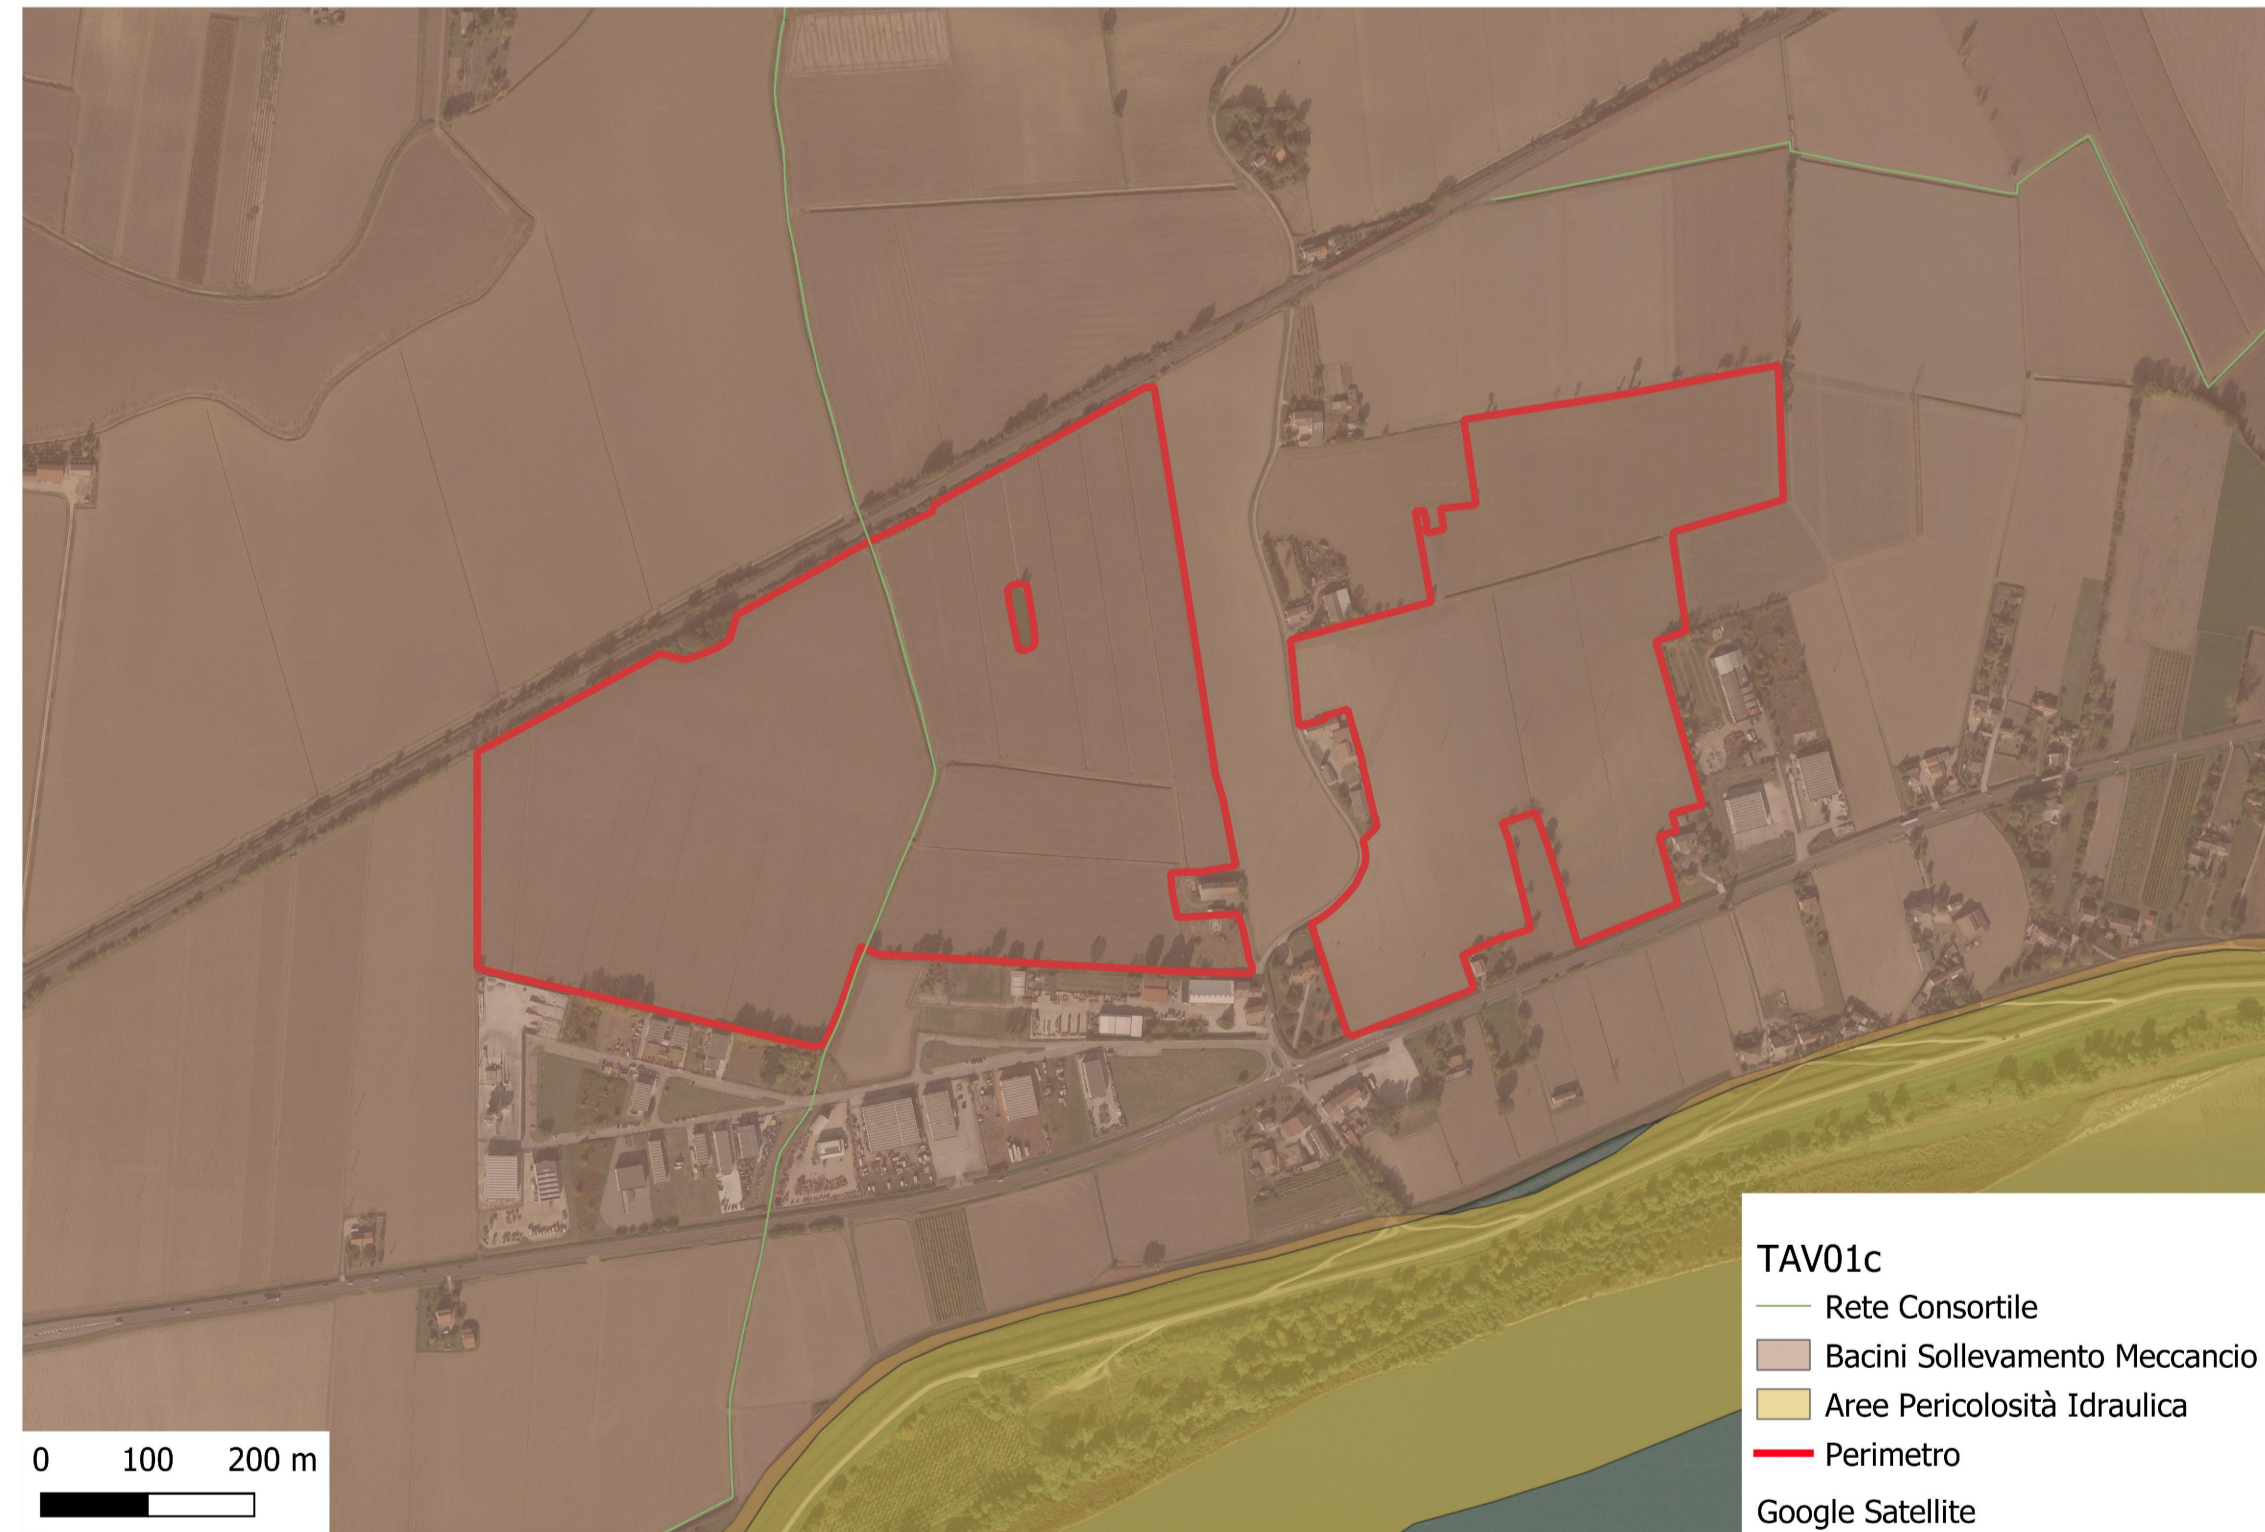 TAV01c
Rete Consortile
Bacini Sollevamento Meccancio
Aree Pericolosità Idraulica
Perimetro
Google Satellite
0 100 200 m